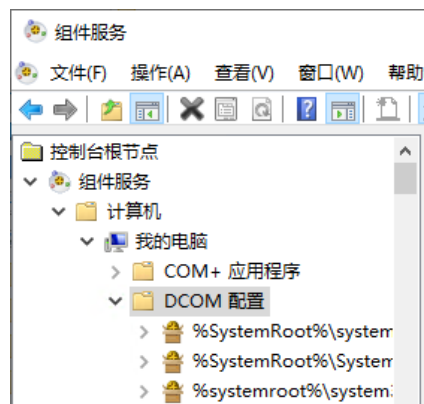 组件服务
文件(F) 操作(A) 查看(V) 窗口(W) 帮助
控制台根节点
组件服务
计算机
我的电脑
COM+ 应用程序
DCOM 配置
%SystemRoot%\system
%SystemRoot%\System
%systemroot%\system